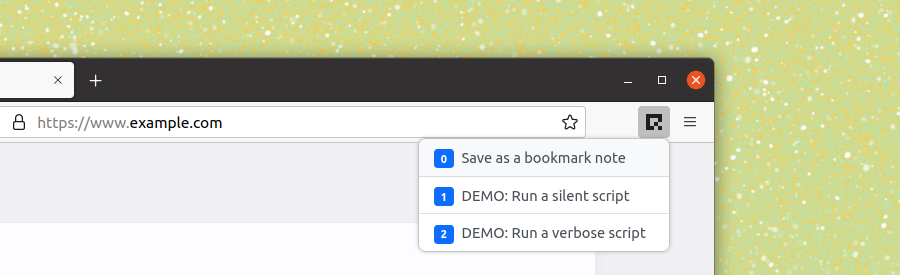 https://www.example.com
0 Save as a bookmark note
1 DEMO: Run a silent script
2 DEMO: Run a verbose script